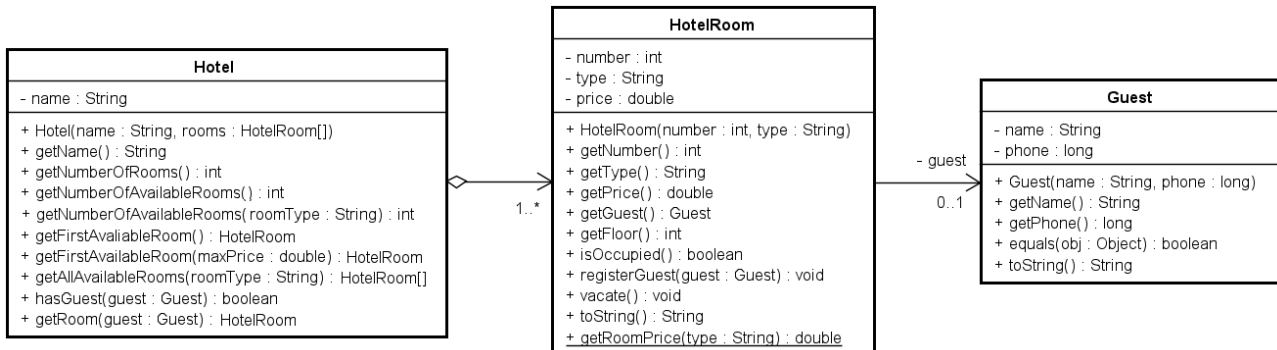 Hotel
- name : String
+ Hotel(name : String, rooms : HotelRoom[])
+ getName() : String
+ getNumberOfRooms() : int
+ getNumberOfAvailableRooms() : int
+ getNumberOfAvailableRooms(roomType : String) : int
+ getFirstAvaliableRoom() : HotelRoom
+ getFirstAvailableRoom(maxPrice : double) : HotelRoom
+ getAllAvailableRooms(roomType : String) : HotelRoom[]
+ hasGuest(guest : Guest) : boolean
+ getRoom(guest : Guest) : HotelRoom
1..*
HotelRoom
- number : int
- type : String
- price : double
+ HotelRoom(number : int, type : String)
+ getNumber() : int
+ getType() : String
+ getPrice() : double
+ getGuest() : Guest
+ getFloor() : int
+ isOccupied() : boolean
+ registerGuest(guest : Guest) : void
+ vacate() : void
+ toString() : String
+ getRoomPrice(type : String) : double
- guest
0..1
Guest
- name : String
- phone : long
+ Guest(name : String, phone : long)
+ getName() : String
+ getPhone() : long
+ equals(obj : Object) : boolean
+ toString() : String